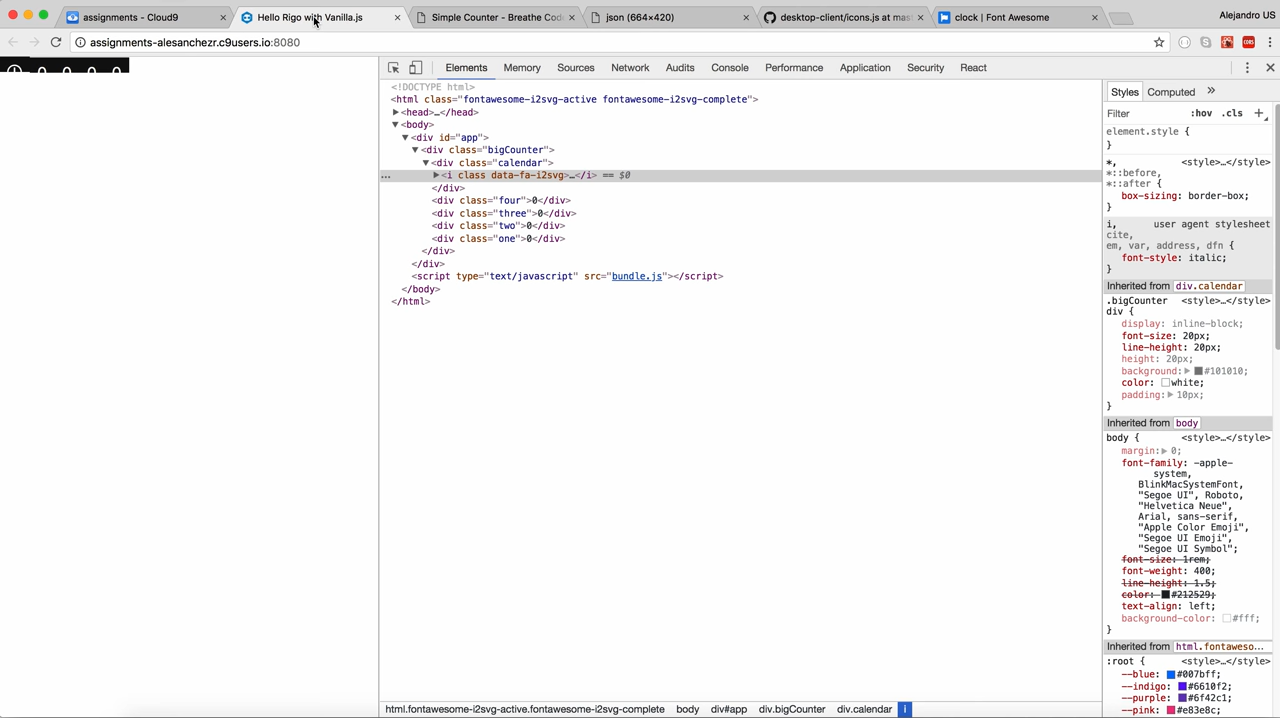 assignments - Cloud9
Hello Rigo with Vanilla.js
Simple Counter - Breathe Cod
json (664×420)
desktop-client/icons.js at mas
clock | Font Awesome
Alejandro US
assignments-alesanchezr.c9users.io:8080
0 0 0 0
Elements Memory Sources Network Audits Console Performance Application Security React
<!DOCTYPE html>
<html class="fontawesome-i2svg-active fontawesome-i2svg-complete">
▶<head>…</head>
▼<body>
▼<div id="app">
▼<div class="bigCounter">
▼<div class="calendar">
… ▶<i class data-fa-i2svg>…</i> == $0
</div>
<div class="four">0</div>
<div class="three">0</div>
<div class="two">0</div>
<div class="one">0</div>
</div>
</div>
<script type="text/javascript" src="bundle.js"></script>
</body>
</html>
html.fontawesome-i2svg-active.fontawesome-i2svg-complete body div#app div.bigCounter div.calendar i
Styles Computed »
Filter :hov .cls +
element.style {
}
*, <style>…</style>
*::before,
*::after {
box-sizing: border-box;
}
i, user agent stylesheet
cite,
em, var, address, dfn {
font-style: italic;
}
Inherited from div.calendar
.bigCounter <style>…</style>
div {
display: inline-block;
font-size: 20px;
line-height: 20px;
height: 20px;
background:▶#101010;
color: white;
padding:▶10px;
}
Inherited from body
body { <style>…</style>
margin:▶0;
font-family: -apple-
system,
BlinkMacSystemFont,
"Segoe UI", Roboto,
"Helvetica Neue",
Arial, sans-serif,
"Apple Color Emoji",
"Segoe UI Emoji",
"Segoe UI Symbol";
font-size: 1rem;
font-weight: 400;
line-height: 1.5;
color: #212529;
text-align: left;
background-color: #fff;
}
Inherited from html.fontaweso…
:root { <style>…</style>
--blue: #007bff;
--indigo: #6610f2;
--purple: #6f42c1;
--pink: #e83e8c;